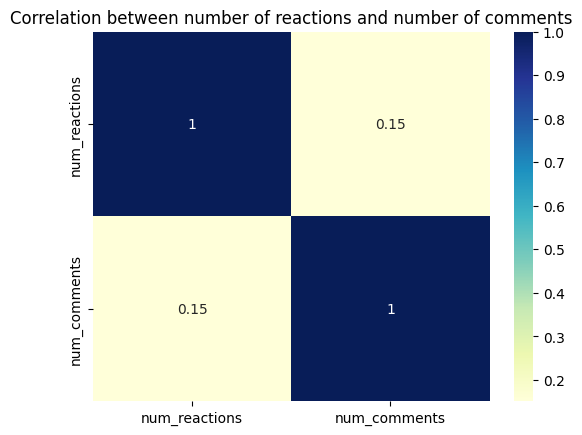 Correlation between number of reactions and number of comments
num_reactions
num_comments
1
0.15
0.15
1
num_reactions
num_comments
1.0
0.9
0.8
0.7
0.6
0.5
0.4
0.3
0.2